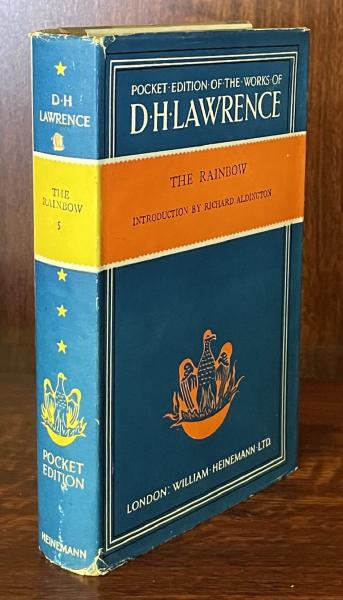 D·H
LAWRENCE
THE
RAINBOW
5
POCKET
EDITION
HEINEMANN
POCKET·EDITION·OF·THE·WORKS·OF
D·H·LAWRENCE
THE RAINBOW
INTRODUCTION BY RICHARD ALDINGTON
LONDON: WILLIAM·HEINEMANN·LTD.